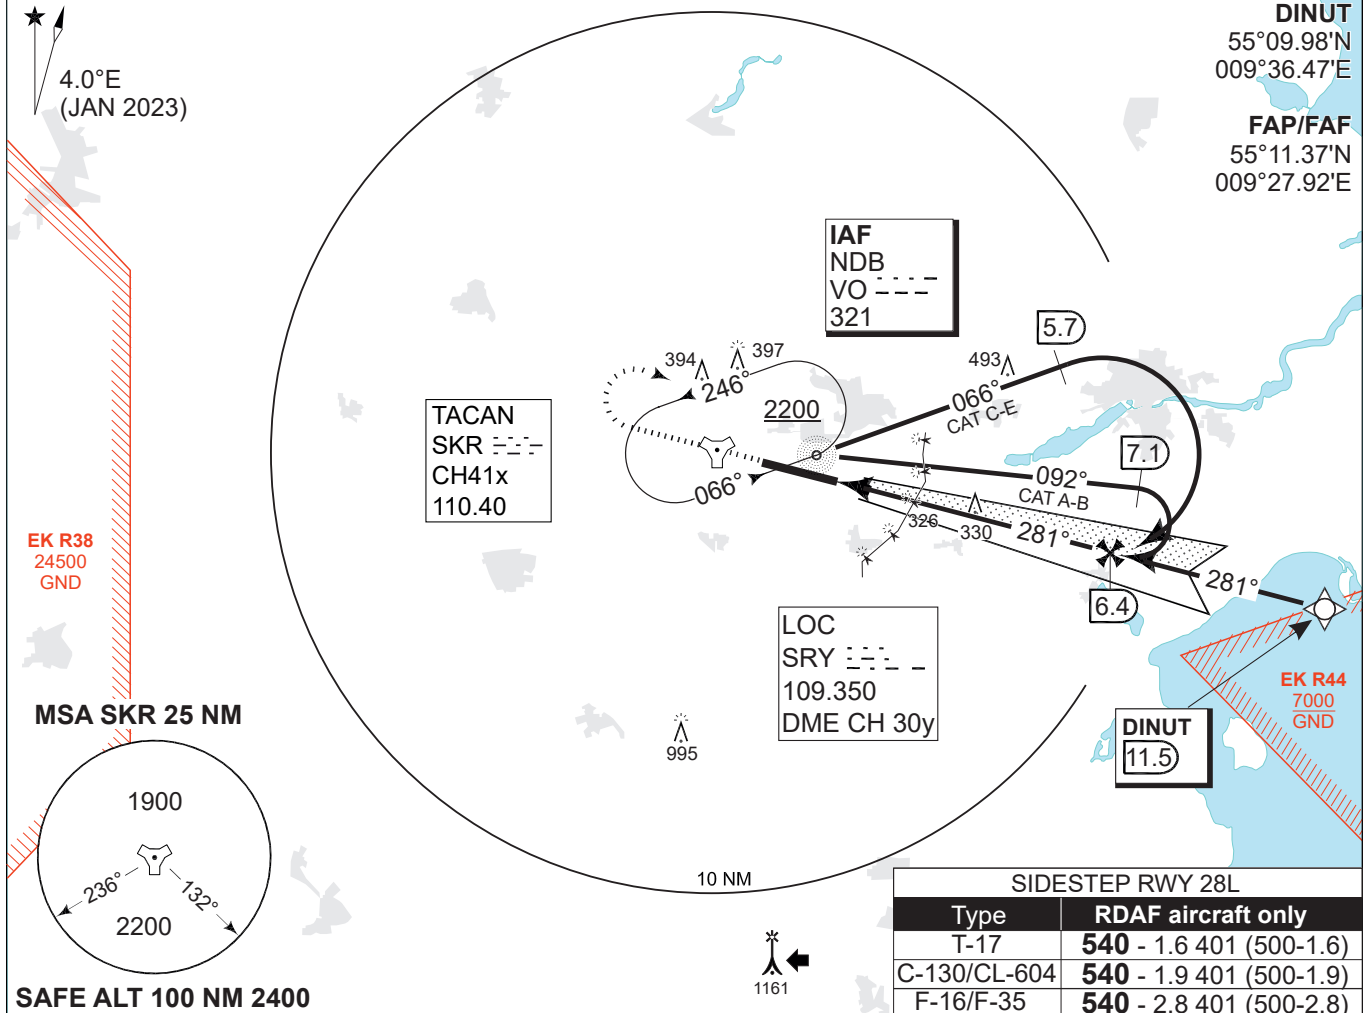 4.0°E
(JAN 2023)
DINUT
55°09.98'N
009°36.47'E
FAP/FAF
55°11.37'N
009°27.92'E
IAF
NDB
VO
321
5.7
394
397
493
246°
2200
066°
CAT C-E
TACAN
SKR
CH41x
110.40
7.1
066°
092°
CAT A-B
326
330
281°
EK R38
24500
GND
281°
6.4
LOC
SRY
109.350
DME CH 30y
EK R44
7000
GND
DINUT
11.5
MSA SKR 25 NM
995
1900
236°
132°
2200
10 NM
SAFE ALT 100 NM 2400
1161
SIDESTEP RWY 28L
Type RDAF aircraft only
T-17 540 - 1.6 401 (500-1.6)
C-130/CL-604 540 - 1.9 401 (500-1.9)
F-16/F-35 540 - 2.8 401 (500-2.8)